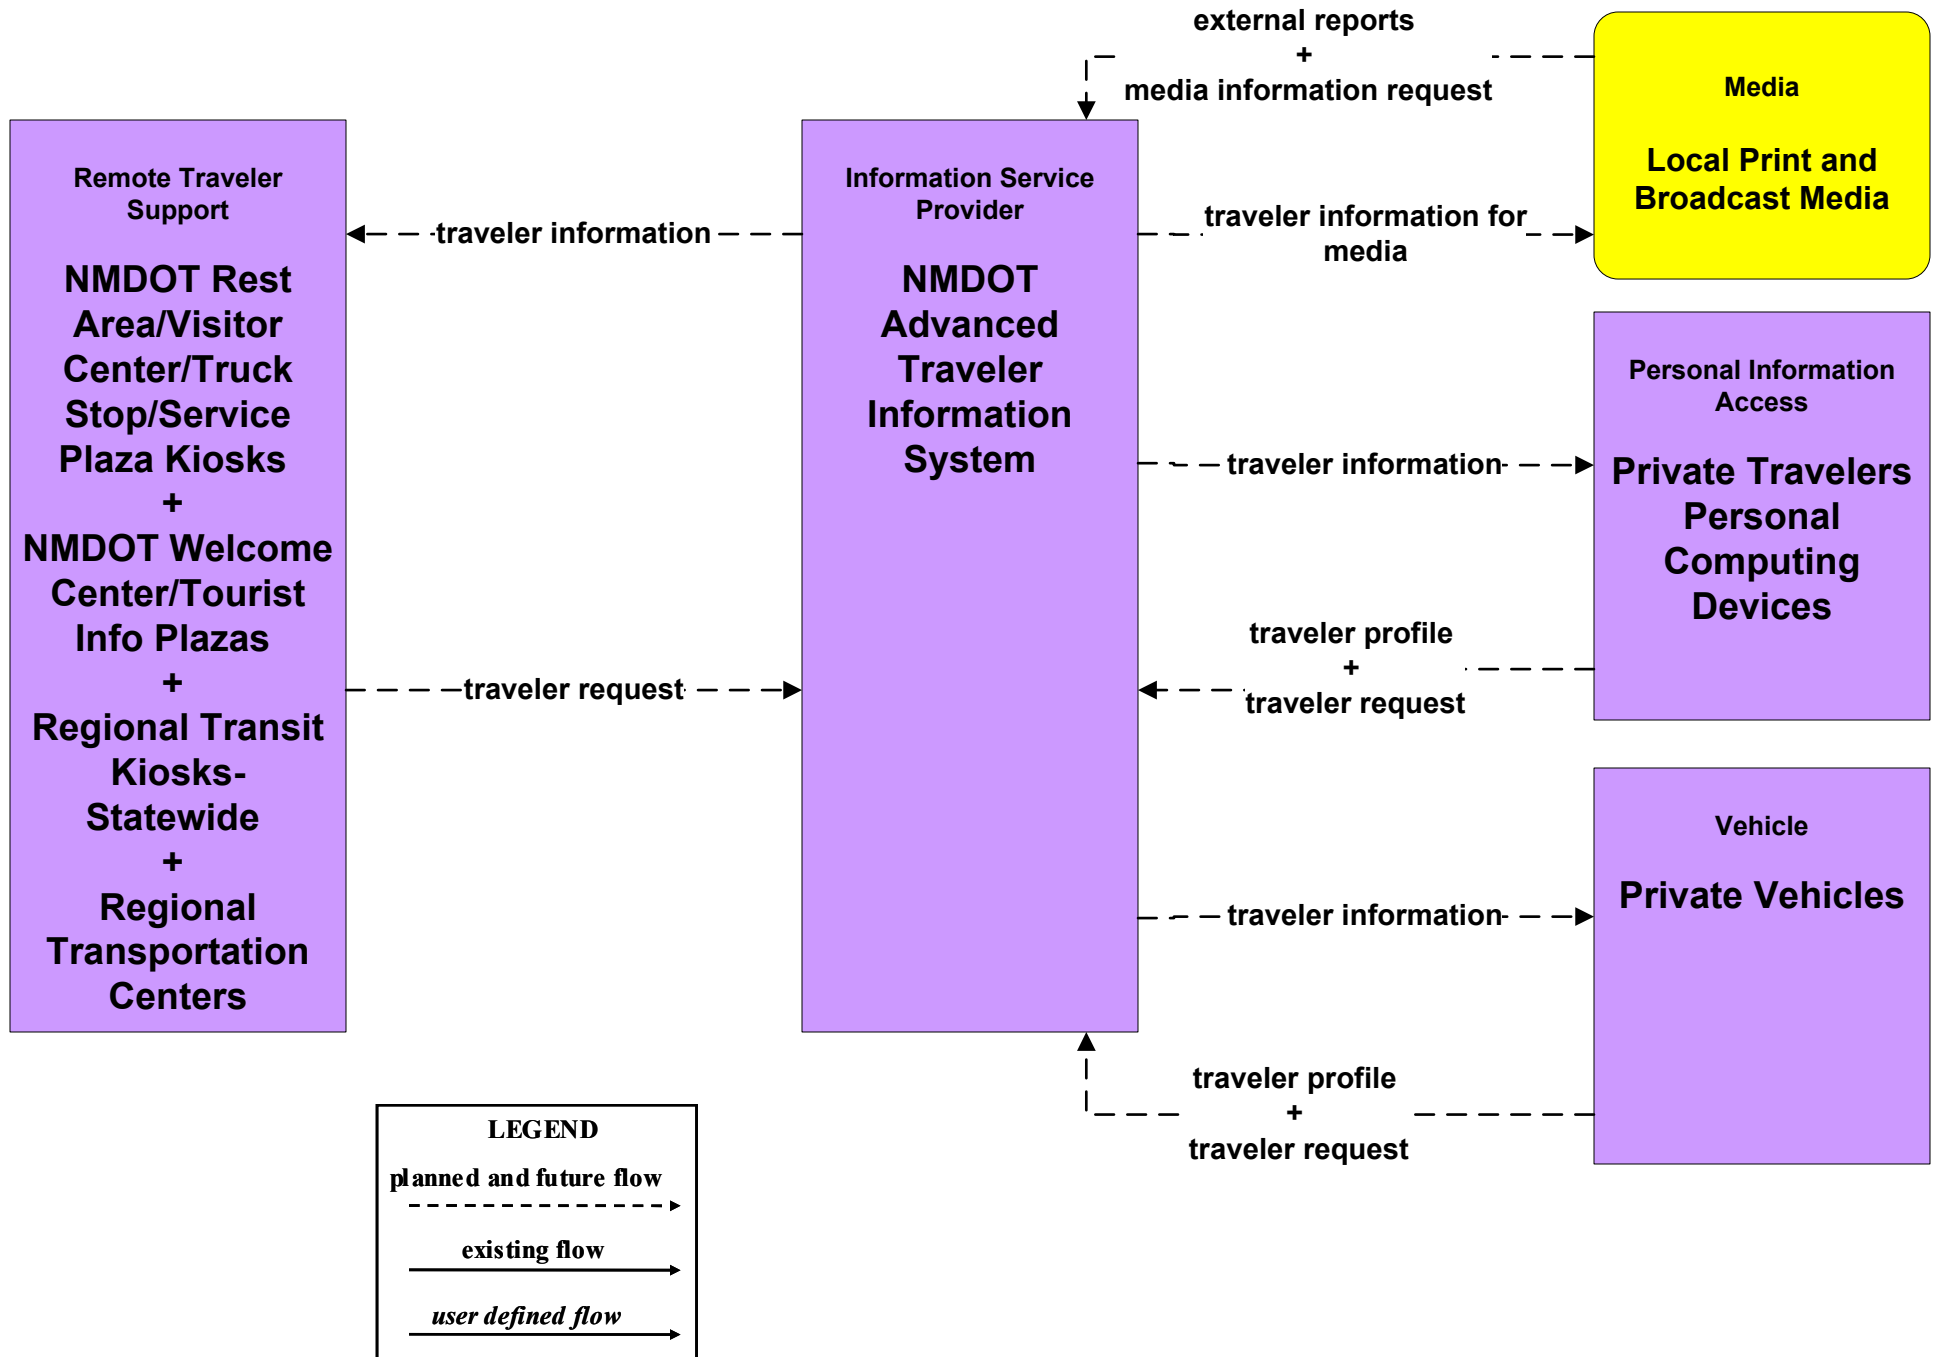 external reports
+
media information request
Media
Local Print and
Broadcast Media
Remote Traveler
Support
NMDOT Rest
Area/Visitor
Center/Truck
Stop/Service
Plaza Kiosks
+
NMDOT Welcome
Center/Tourist
Info Plazas
+
Regional Transit
Kiosks-
Statewide
+
Regional
Transportation
Centers
traveler information
traveler request
Information Service
Provider
NMDOT
Advanced
Traveler
Information
System
traveler information for
media
traveler information
traveler profile
+
traveler request
Personal Information
Access
Private Travelers
Personal
Computing
Devices
traveler information
Vehicle
Private Vehicles
traveler profile
+
traveler request
LEGEND
planned and future flow
existing flow
user defined flow